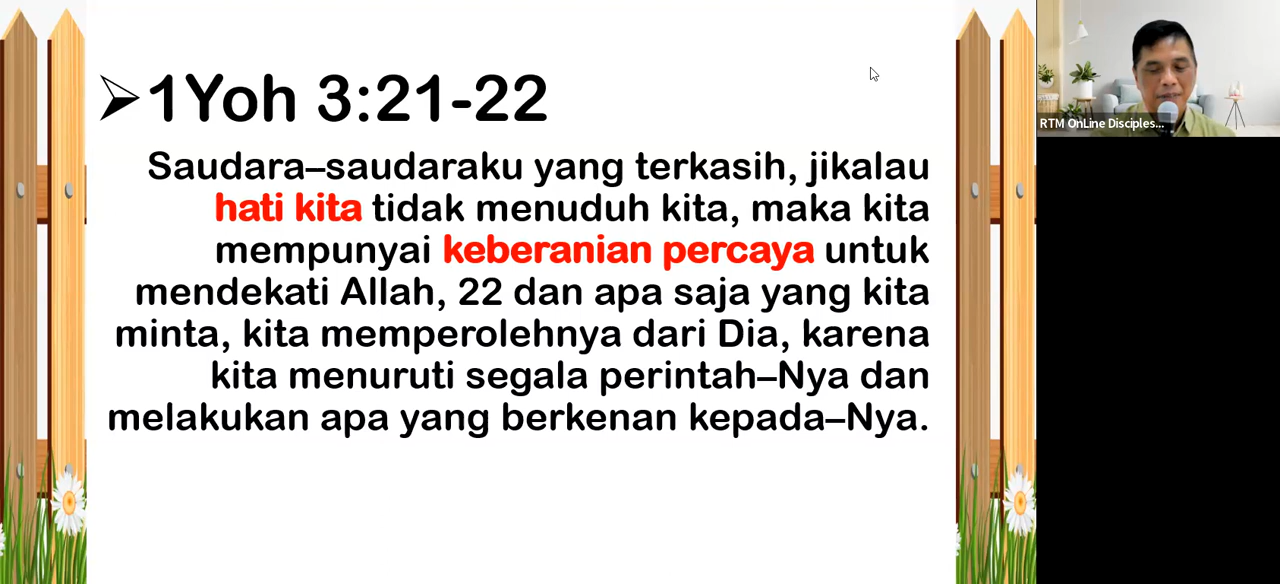 ➢1Yoh 3:21-22
Saudara–saudaraku yang terkasih, jikalau
hati kita tidak menuduh kita, maka kita
mempunyai keberanian percaya untuk
mendekati Allah, 22 dan apa saja yang kita
minta, kita memperolehnya dari Dia, karena
kita menuruti segala perintah–Nya dan
melakukan apa yang berkenan kepada–Nya.
RTM OnLine Disciples...